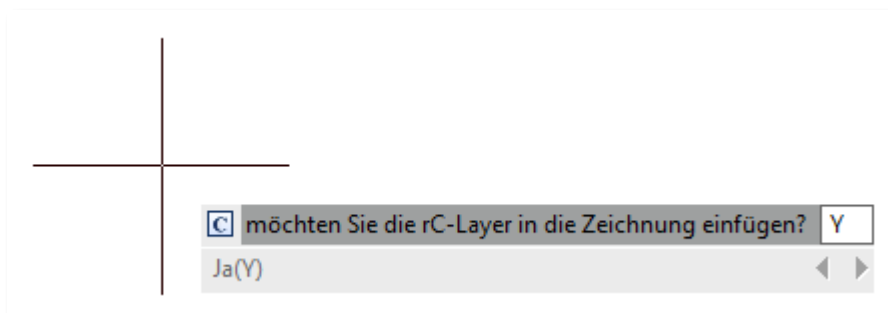 C möchten Sie die rC-Layer in die Zeichnung einfügen? Y
Ja(Y)